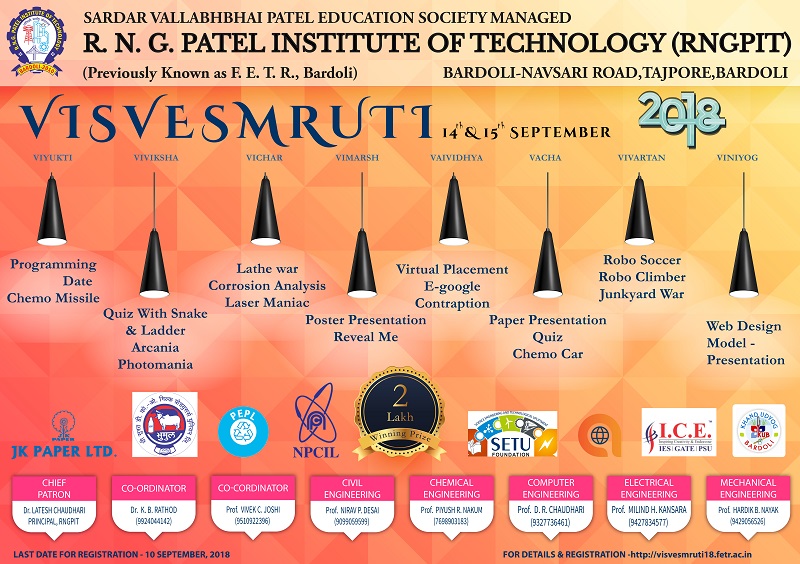 SARDAR VALLABHBHAI PATEL EDUCATION SOCIETY MANAGED
R. N. G. PATEL INSTITUTE OF TECHNOLOGY (RNGPIT)
(Previously Known as F. E. T. R., Bardoli)
BARDOLI-NAVSARI ROAD,TAJPORE,BARDOLI
VISVESMRUTI 14th & 15th SEPTEMBER 2018
VIYUKTI
VIVIKSHA
VICHAR
VIMARSH
VAIVIDHYA
VACHA
VIVARTAN
VINIYOG
Programming
Date
Chemo Missile
Quiz With Snake
& Ladder
Arcania
Photomania
Lathe war
Corrosion Analysis
Laser Maniac
Poster Presentation
Reveal Me
Virtual Placement
E-google
Contraption
Paper Presentation
Quiz
Chemo Car
Robo Soccer
Robo Climber
Junkyard War
Web Design
Model -
Presentation
PAPER
JK PAPER LTD.
PEPL
NPCIL
2
Lakh
Winning Prize
SETU
FOUNDATION
I.C.E.
IES|GATE|PSU
KHANDUDYOG
KUB
BARDOLI
CHIEF
PATRON
Dr. LATESH CHAUDHARI
PRINCIPAL, RNGPIT
CO-ORDINATOR
Dr. K. B. RATHOD
(9924044142)
CO-ORDINATOR
Prof. VIVEK C. JOSHI
(9510922396)
CIVIL
ENGINEERING
Prof. NIRAV P. DESAI
(9099059599)
CHEMICAL
ENGINEERING
Prof. PIYUSH R. NAKUM
(7698903183)
COMPUTER
ENGINEERING
Prof. D. R. CHAUDHARI
(9327736461)
ELECTRICAL
ENGINEERING
Prof. MILIND H. KANSARA
(9427834577)
MECHANICAL
ENGINEERING
Prof. HARDIK B. NAYAK
(9429056526)
LAST DATE FOR REGISTRATION - 10 SEPTEMBER, 2018
FOR DETAILS & REGISTRATION -http://visvesmruti18.fetr.ac.in